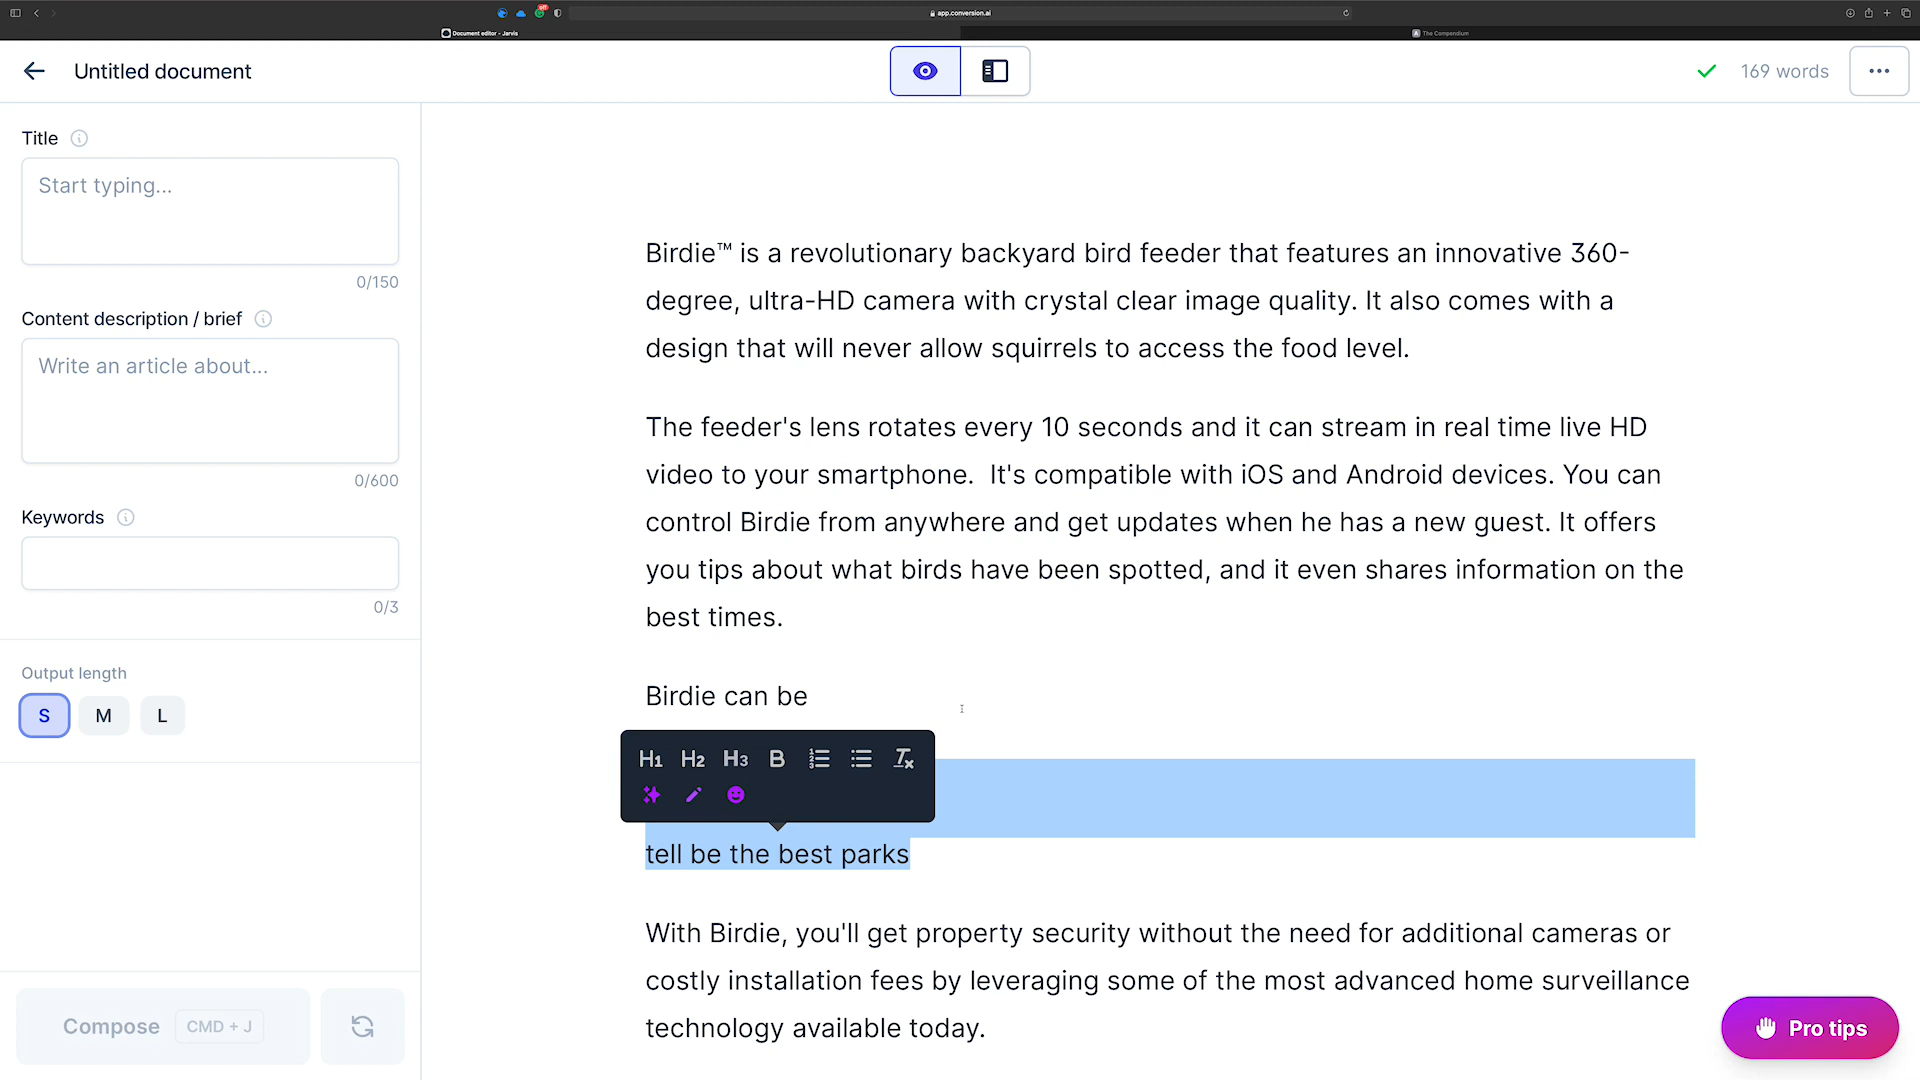 app.conversion.ai
Document editor - Jarvis
The Compendium
Untitled document
169 words
Title
Start typing...
0/150
Content description / brief
Write an article about...
0/600
Keywords
0/3
Output length
S M L
Compose CMD + J
Birdie™ is a revolutionary backyard bird feeder that features an innovative 360-
degree, ultra-HD camera with crystal clear image quality. It also comes with a
design that will never allow squirrels to access the food level.
The feeder's lens rotates every 10 seconds and it can stream in real time live HD
video to your smartphone.  It's compatible with iOS and Android devices. You can
control Birdie from anywhere and get updates when he has a new guest. It offers
you tips about what birds have been spotted, and it even shares information on the
best times.
Birdie can be
H1 H2 H3 B
tell be the best parks
With Birdie, you'll get property security without the need for additional cameras or
costly installation fees by leveraging some of the most advanced home surveillance
technology available today.
Pro tips